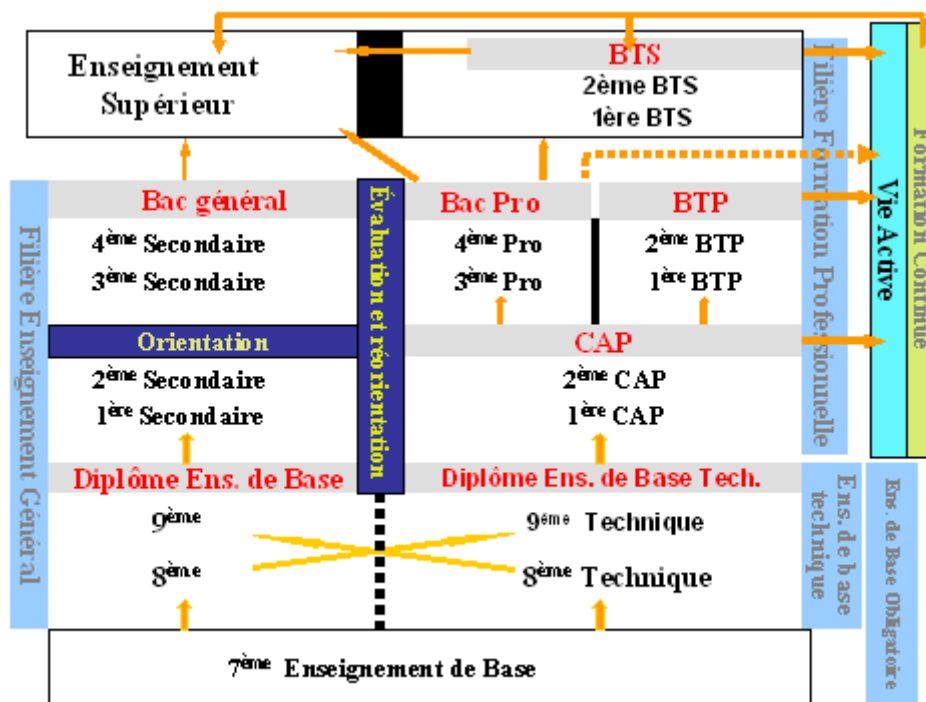 Enseignement
Supérieur
BTS
2ème BTS
1ère BTS
Bac général
4ème Secondaire
3ème Secondaire
Orientation
2ème Secondaire
1ère Secondaire
Diplôme Ens. de Base
9ème
8ème
Évaluation et réorientation
Bac Pro
4ème Pro
3ème Pro
BTP
2ème BTP
1ère BTP
CAP
2ème CAP
1ère CAP
Diplôme Ens. de Base Tech.
9ème Technique
8ème Technique
7ème Enseignement de Base
Filière Enseignement Général
Filière Formation Professionnelle
Ens. de base
technique
Vie Active
Formation Continue
Ens. de Base Obligatoire